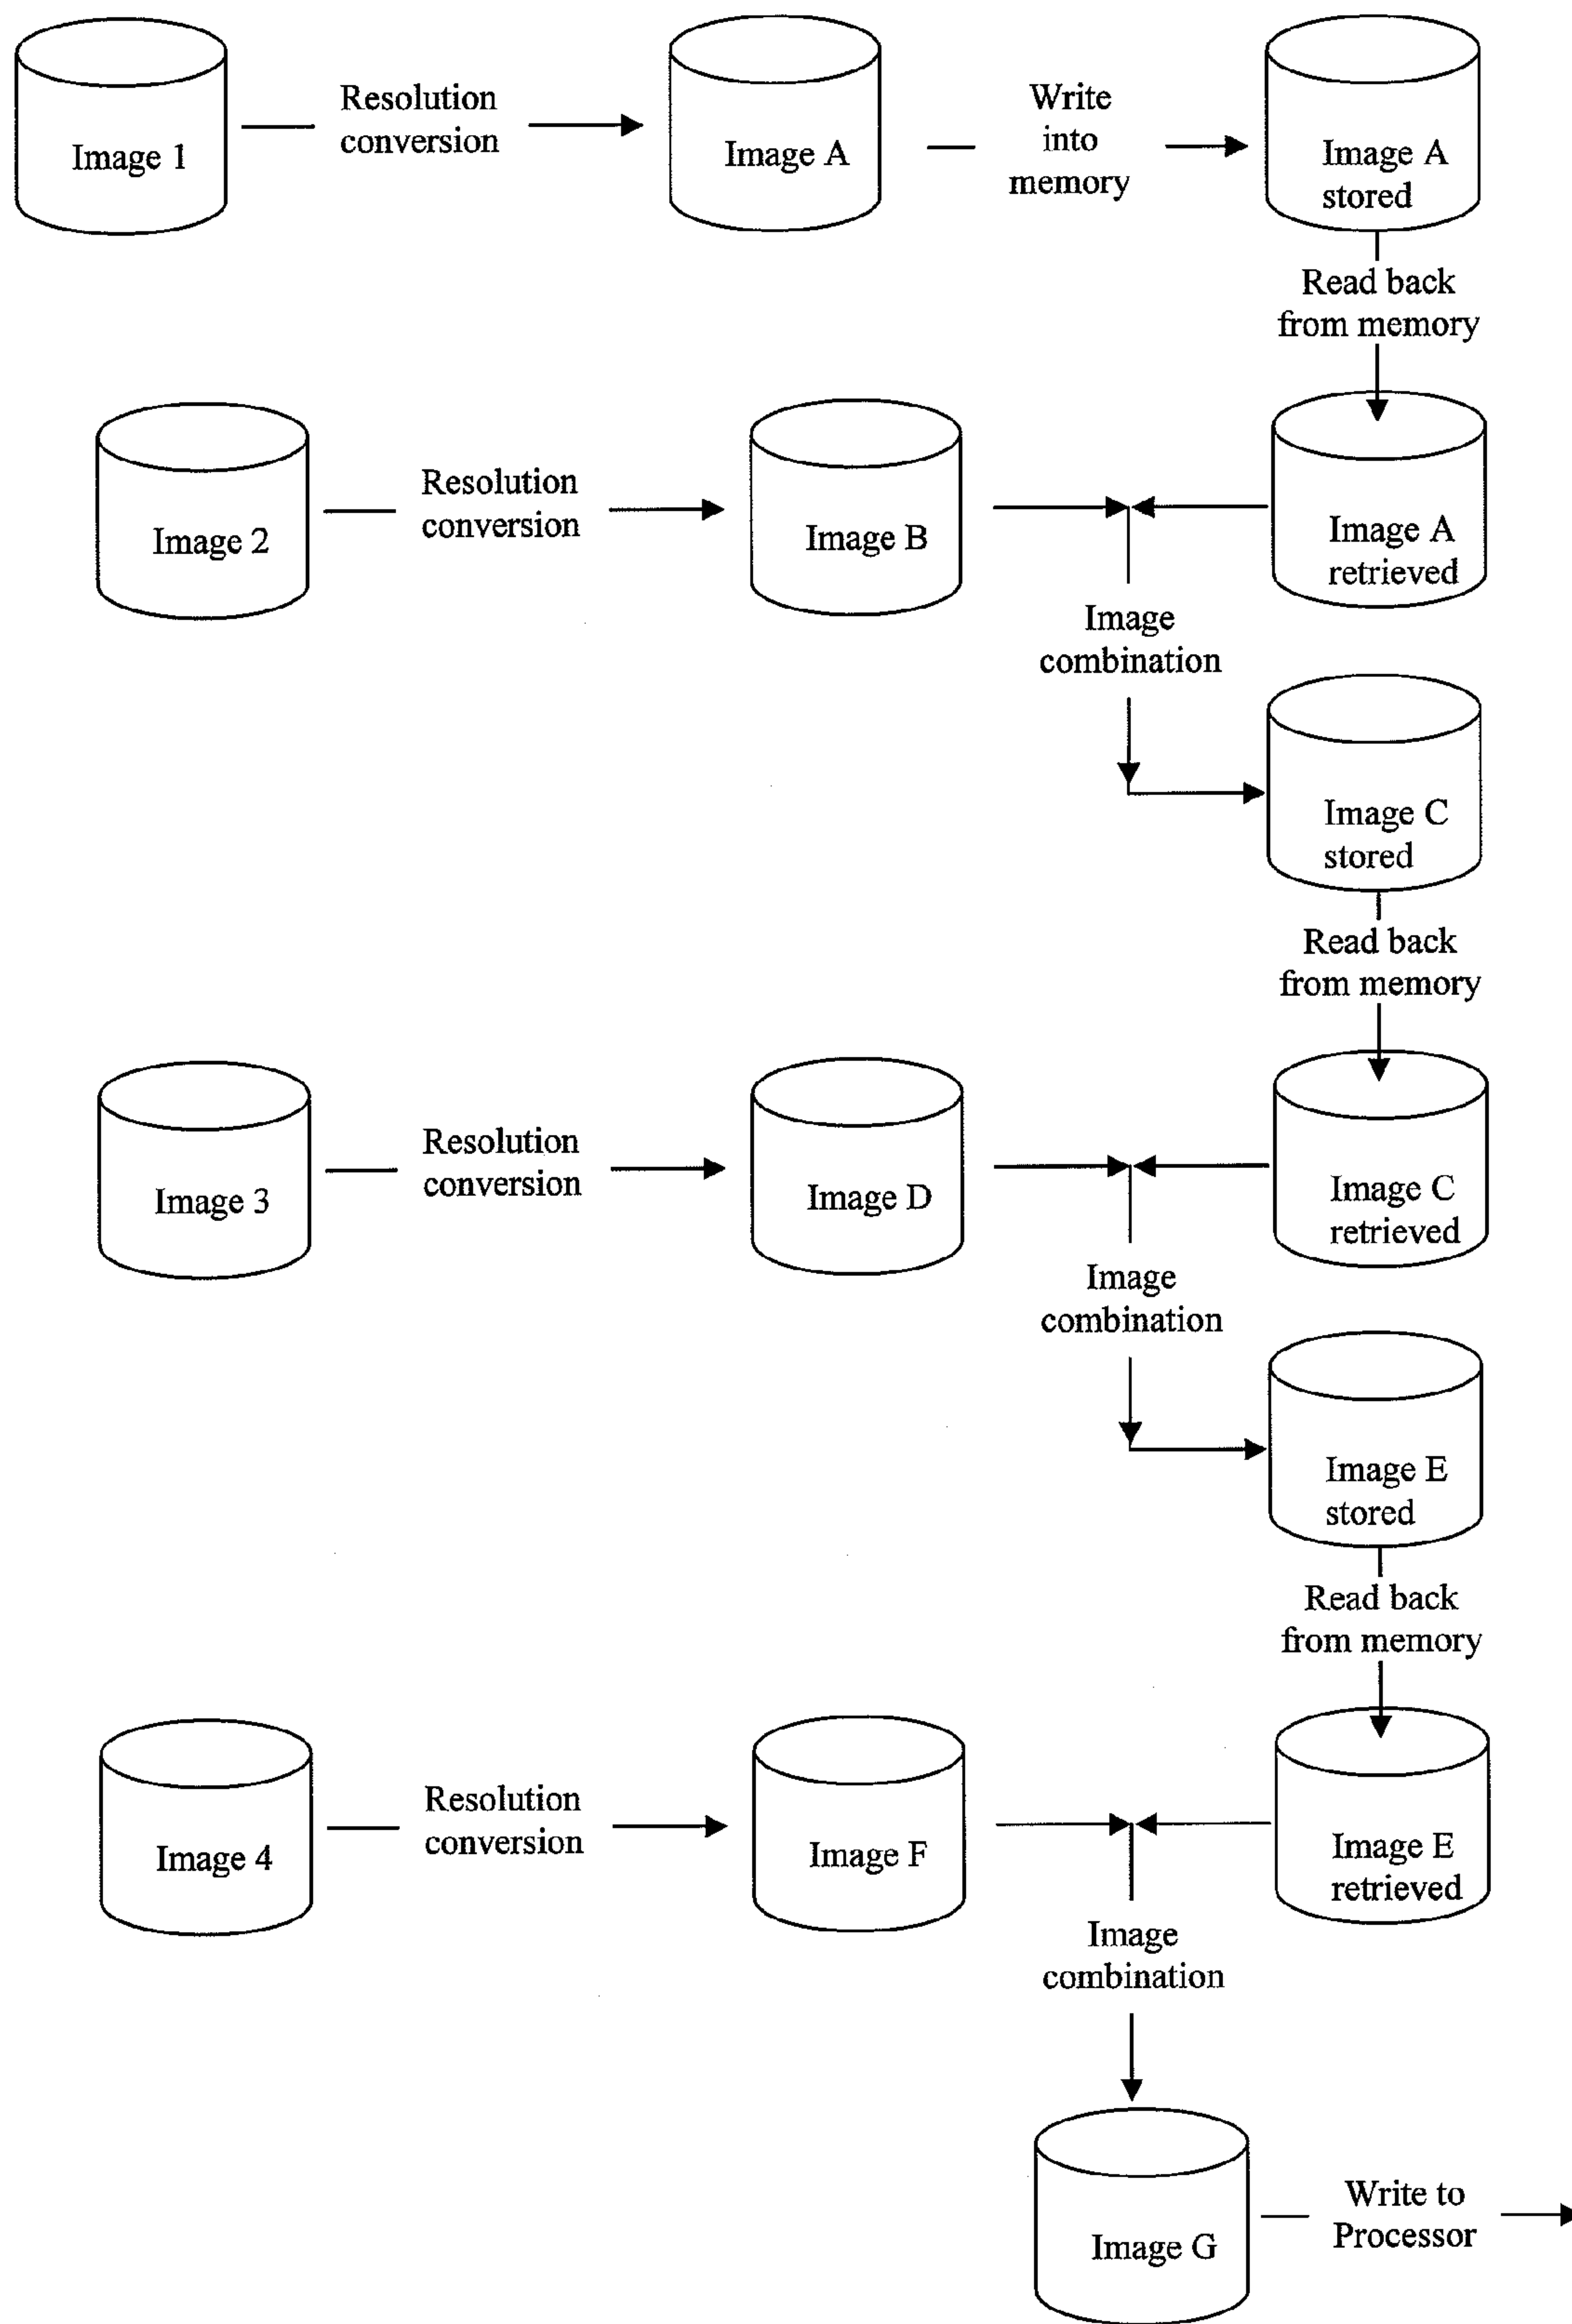 Image 1
Resolution
conversion
Image A
Write
into
memory
Image A
stored
Read back
from memory
Image 2
Resolution
conversion
Image B
Image A
retrieved
Image
combination
Image C
stored
Read back
from memory
Image 3
Resolution
conversion
Image D
Image C
retrieved
Image
combination
Image E
stored
Read back
from memory
Image 4
Resolution
conversion
Image F
Image E
retrieved
Image
combination
Image G
Write to
Processor